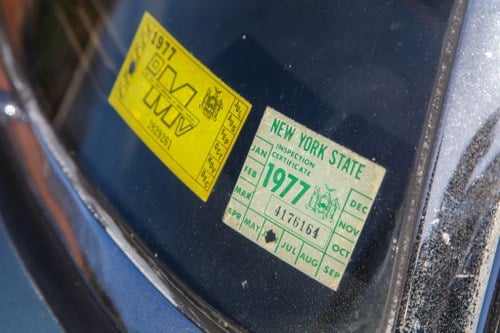 1977
DMV
NEW YORK STATE
INSPECTION
CERTIFICATE
1977
4176164
JAN
FEB
MAR
APR
MAY
JUL
AUG
SEP
OCT
NOV
DEC